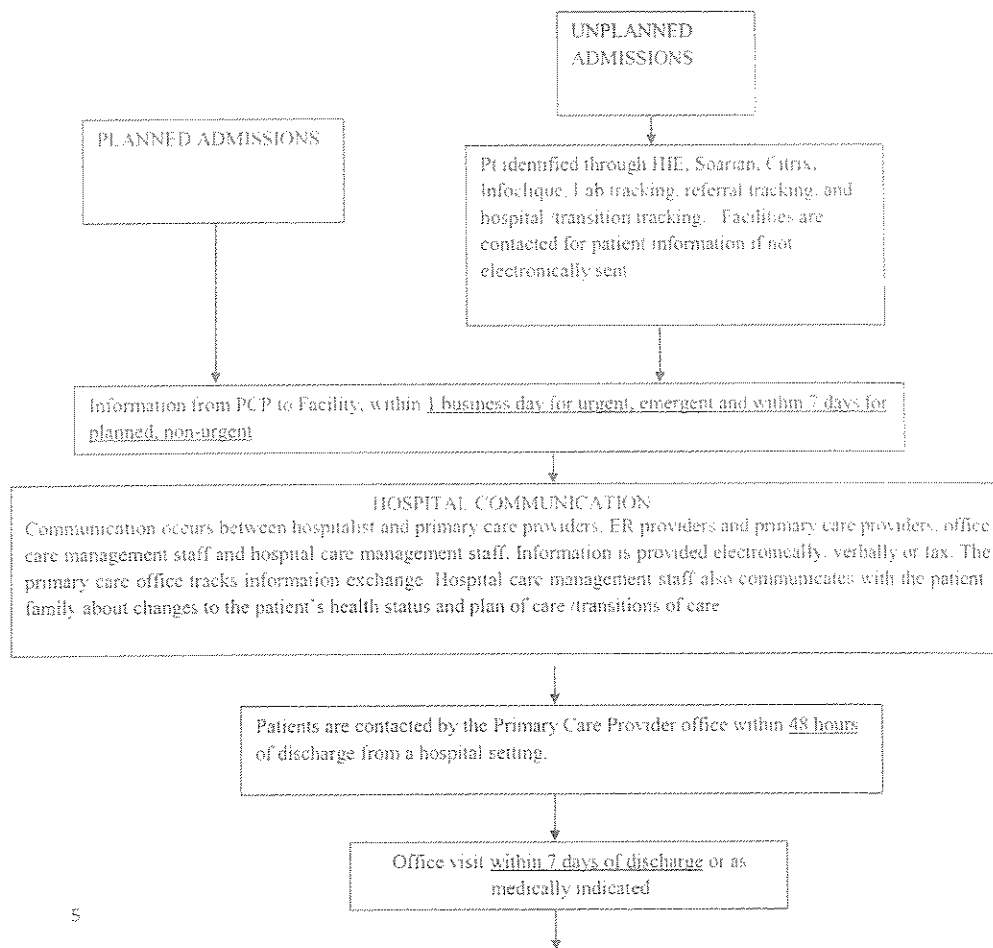 UNPLANNED
ADMISSIONS
PLANNED ADMISSIONS
Pt identified through HIE, Soarian, Citrix,
Infoclique, Lab tracking, referral tracking, and
hospital /transition tracking. Facilities are
contacted for patient information if not
electronically sent
Information from PCP to Facility, within 1 business day for urgent, emergent and within 7 days for
planned, non-urgent
HOSPITAL COMMUNICATION
Communication occurs between hospitalist and primary care providers, ER providers and primary care providers, office
care management staff and hospital care management staff. Information is provided electronically, verbally or fax. The
primary care office tracks information exchange. Hospital care management staff also communicates with the patient
family about changes to the patient's health status and plan of care /transitions of care
Patients are contacted by the Primary Care Provider office within 48 hours
of discharge from a hospital setting.
Office visit within 7 days of discharge or as
medically indicated
5